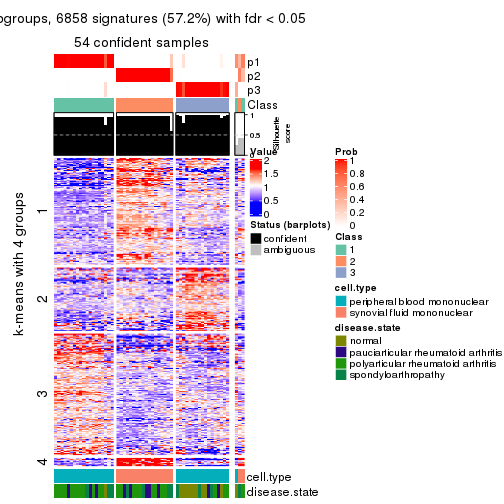 ogroups, 6858 signatures (57.2%) with fdr < 0.05
54 confident samples
p1
p2
p3
Class
1
0.5
0
Silhouette
score
k-means with 4 groups
1
2
3
4
cell.type
disease.state
Value
2
1.5
1
0.5
0
Status (barplots)
confident
ambiguous
Prob
1
0.8
0.6
0.4
0.2
0
Class
1
2
3
cell.type
peripheral blood mononuclear
synovial fluid mononuclear
disease.state
normal
pauciarticular rheumatoid arthritis
polyarticular rheumatoid arthritis
spondyloarthropathy